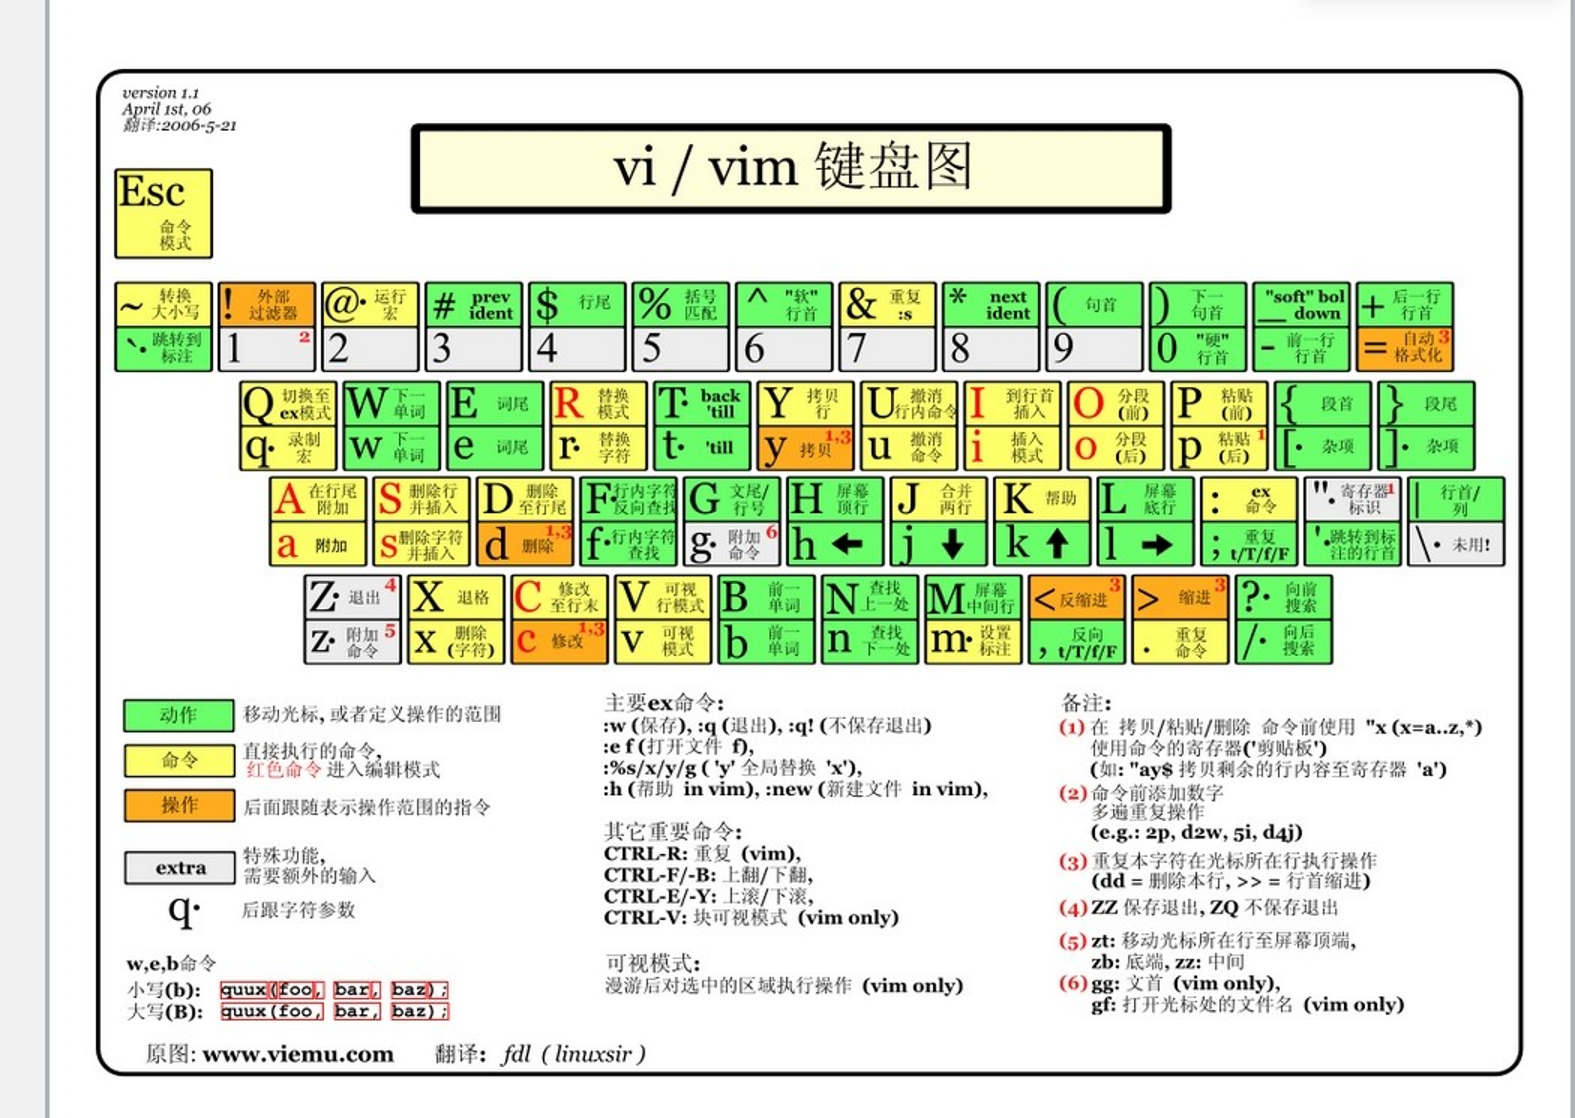 version 1.1
April 1st, 06
翻译:2006-5-21
vi / vim 键盘图
Esc 命令模式
~ 转换大小写 ! 外部过滤器 @· 运行宏 # prev ident $ 行尾 % 括号匹配 ^ "软"行首 & 重复 :s * next ident ( 句首 ) 下一句首 _ "soft" bol down + 后一行行首
`· 跳转到标注 1 2 2 3 4 5 6 7 8 9 0 "硬"行首 - 前一行行首 = 自动格式化 3
Q 切换至ex模式 W 下一单词 E 词尾 R 替换模式 T· back 'till Y 拷贝行 U 撤消行内命令 I 到行首插入 O 分段(前) P 粘贴(前) { 段首 } 段尾
q· 录制宏 w 下一单词 e 词尾 r· 替换字符 t· 'till y 拷贝 1,3 u 撤消命令 i 插入模式 o 分段(后) p 粘贴(后) 1 [· 杂项 ]· 杂项
A 在行尾附加 S 删除行并插入 D 删除至行尾 F· 行内字符反向查找 G 文尾/行号 H 屏幕顶行 J 合并两行 K 帮助 L 屏幕底行 : ex命令 "· 寄存器标识 1 | 行首/列
a 附加 s 删除字符并插入 d 删除 1,3 f· 行内字符查找 g· 附加命令 6 h ← j ↓ k ↑ l → ; 重复 t/T/f/F '· 跳转到标注的行首 \· 未用!
Z· 退出 4 X 退格 C 修改至行末 V 可视行模式 B 前一单词 N 查找上一处 M 屏幕中间行 < 反缩进 3 > 缩进 3 ?· 向前搜索
z· 附加命令 5 x 删除(字符) c 修改 1,3 v 可视模式 b 前一单词 n 查找下一处 m· 设置标注 , 反向 t/T/f/F . 重复命令 /· 向后搜索
动作 移动光标, 或者定义操作的范围
命令 直接执行的命令,
红色命令 进入编辑模式
操作 后面跟随表示操作范围的指令
extra 特殊功能,
需要额外的输入
q· 后跟字符参数
w,e,b命令
小写(b): quux(foo, bar, baz);
大写(B): quux(foo, bar, baz);
主要ex命令:
:w (保存), :q (退出), :q! (不保存退出)
:e f (打开文件 f),
:%s/x/y/g ( 'y' 全局替换 'x'),
:h (帮助 in vim), :new (新建文件 in vim),
其它重要命令:
CTRL-R: 重复 (vim),
CTRL-F/-B: 上翻/下翻,
CTRL-E/-Y: 上滚/下滚,
CTRL-V: 块可视模式 (vim only)
可视模式:
漫游后对选中的区域执行操作 (vim only)
备注:
(1) 在 拷贝/粘贴/删除 命令前使用 "x (x=a..z,*)
使用命令的寄存器('剪贴板')
(如: "ay$ 拷贝剩余的行内容至寄存器 'a')
(2) 命令前添加数字
多遍重复操作
(e.g.: 2p, d2w, 5i, d4j)
(3) 重复本字符在光标所在行执行操作
(dd = 删除本行, >> = 行首缩进)
(4) ZZ 保存退出, ZQ 不保存退出
(5) zt: 移动光标所在行至屏幕顶端,
zb: 底端, zz: 中间
(6) gg: 文首 (vim only),
gf: 打开光标处的文件名 (vim only)
原图: www.viemu.com 翻译: fdl ( linuxsir )